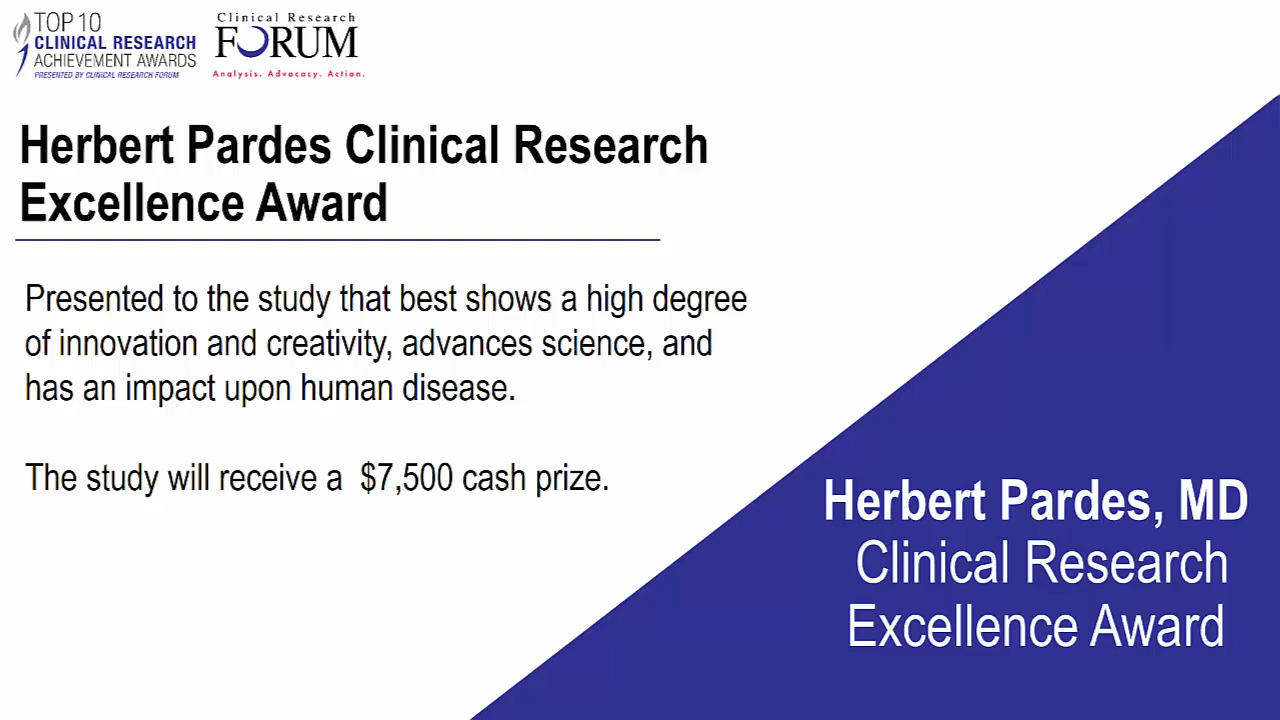 TOP 10
CLINICAL RESEARCH
ACHIEVEMENT AWARDS
PRESENTED BY CLINICAL RESEARCH FORUM
Clinical Research
FORUM
Analysis. Advocacy. Action.
Herbert Pardes Clinical Research
Excellence Award
Presented to the study that best shows a high degree
of innovation and creativity, advances science, and
has an impact upon human disease.
The study will receive a $7,500 cash prize.
Herbert Pardes, MD
Clinical Research
Excellence Award